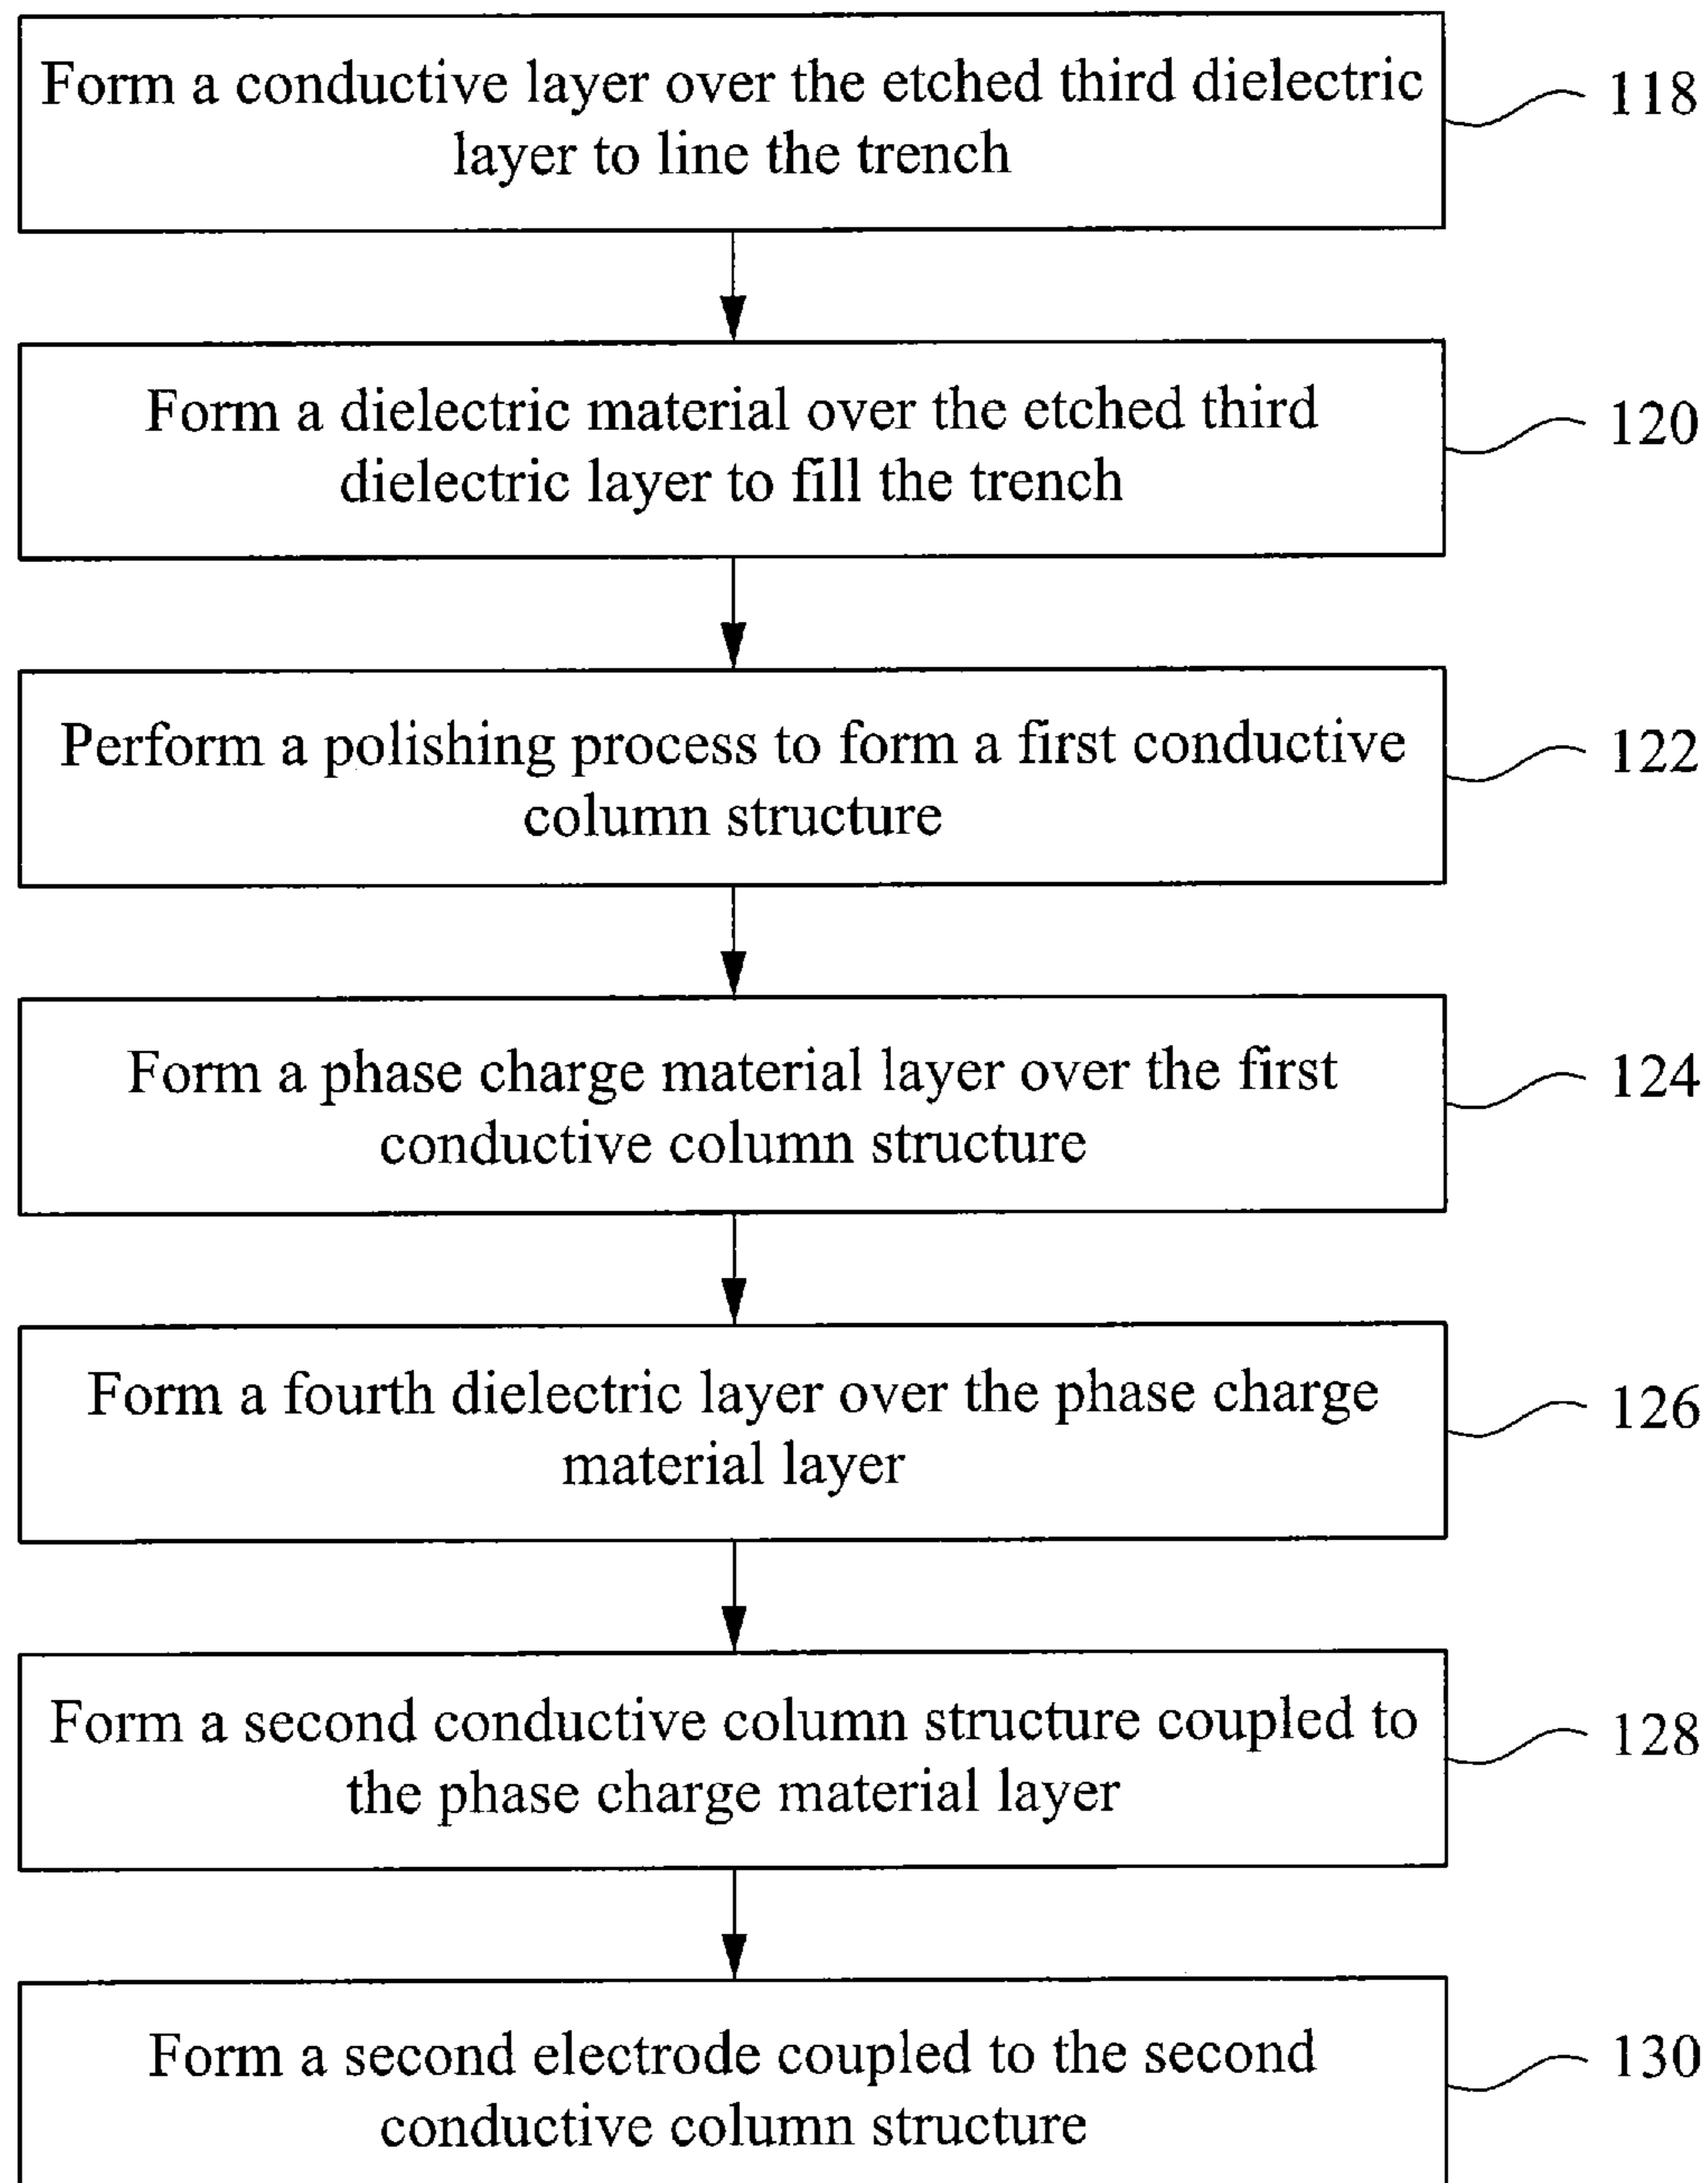 Form a conductive layer over the etched third dielectric
layer to line the trench
118
Form a dielectric material over the etched third
dielectric layer to fill the trench
120
Perform a polishing process to form a first conductive
column structure
122
Form a phase charge material layer over the first
conductive column structure
124
Form a fourth dielectric layer over the phase charge
material layer
126
Form a second conductive column structure coupled to
the phase charge material layer
128
Form a second electrode coupled to the second
conductive column structure
130